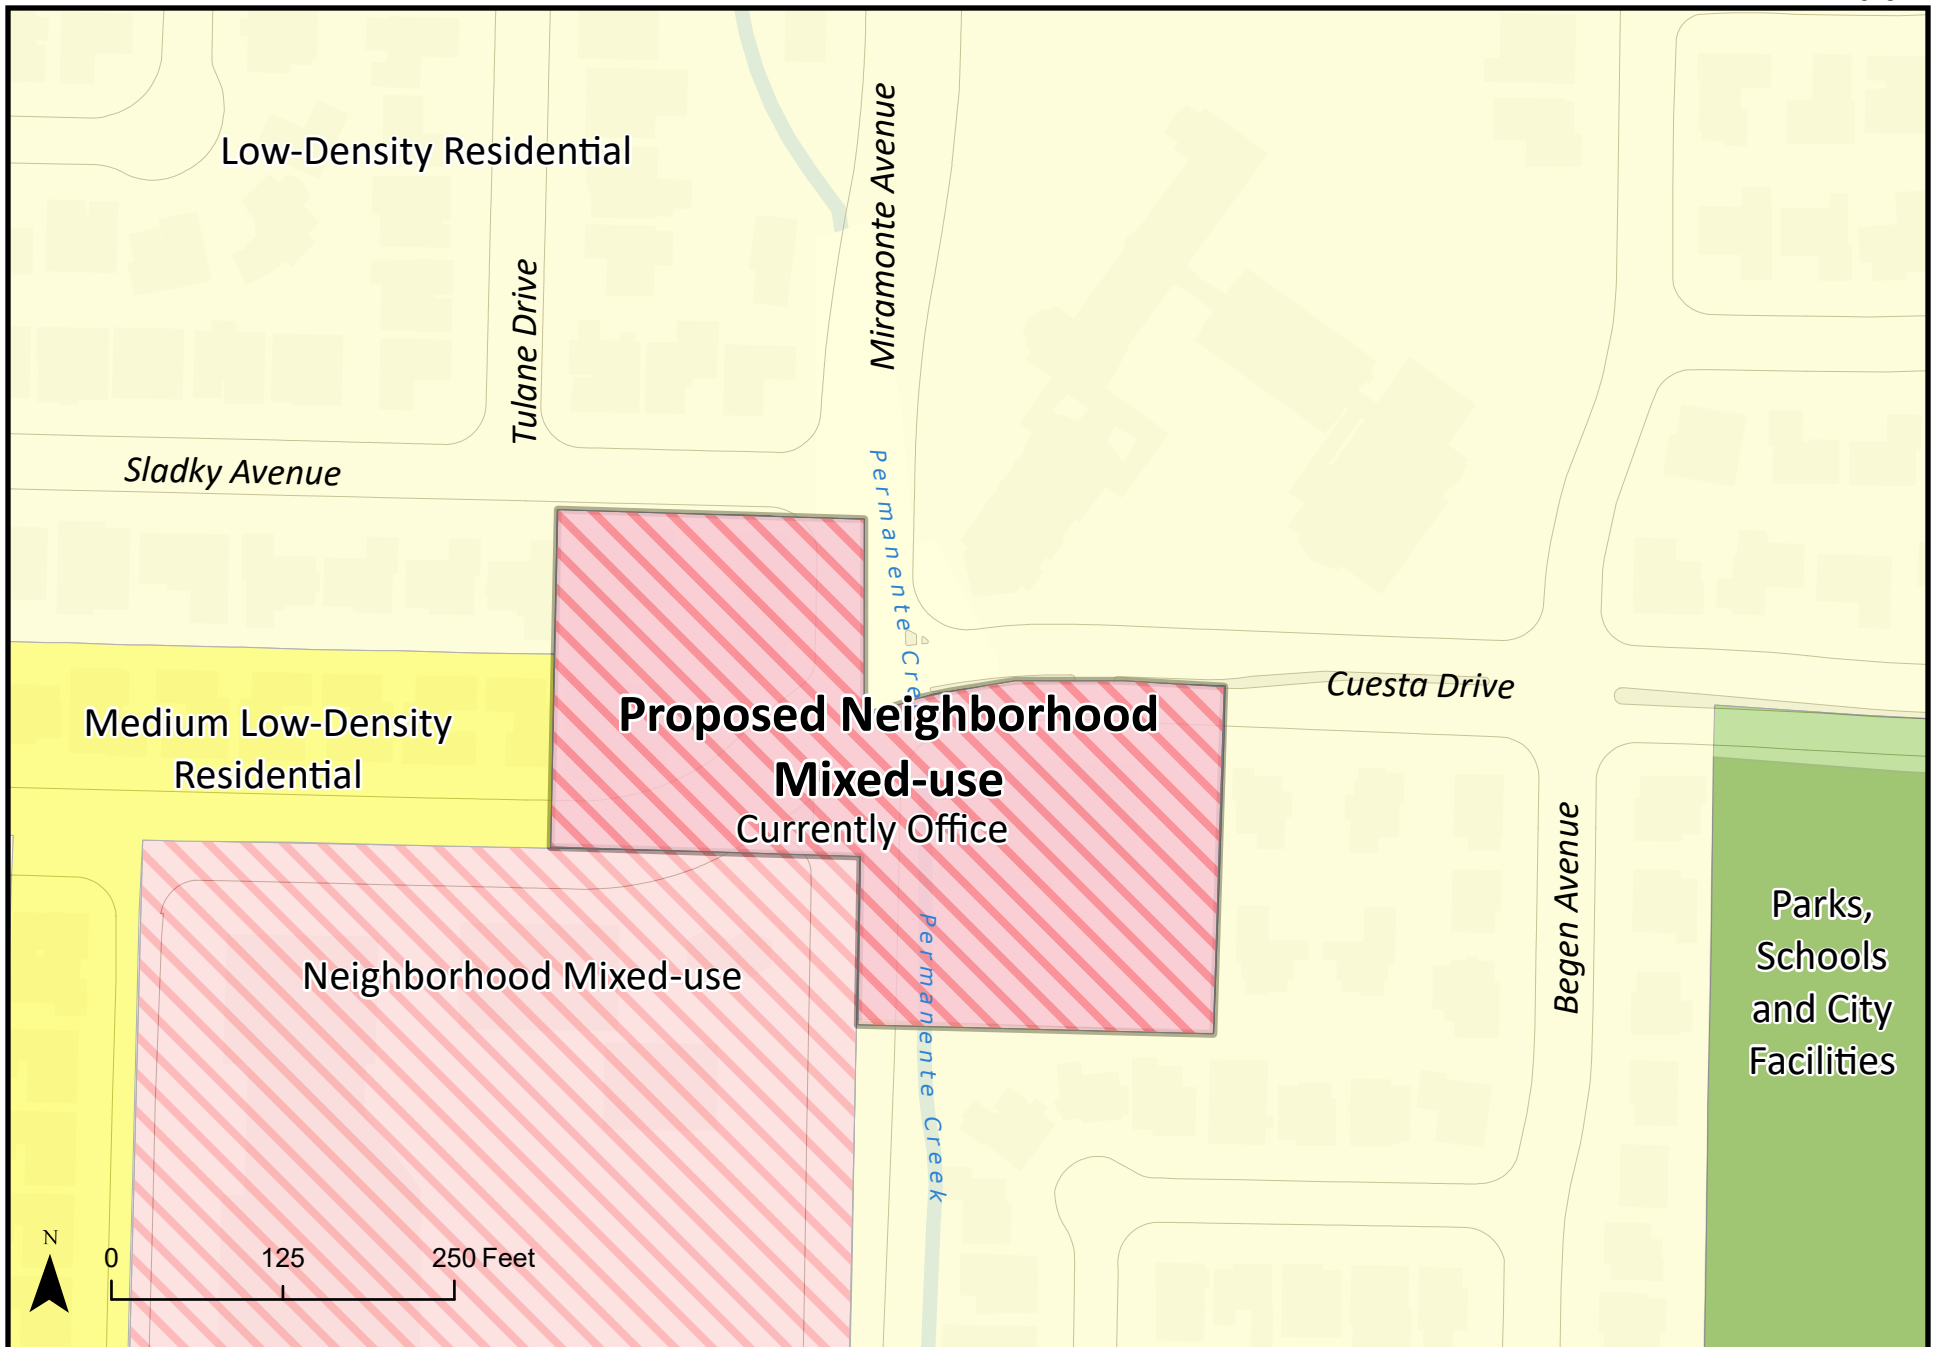 Low-Density Residential
Miramonte Avenue
Tulane Drive
Sladky Avenue
Permanente Cre
Cuesta Drive
Proposed Neighborhood
Mixed-use
Currently Office
Medium Low-Density
Residential
Begen Avenue
Parks,
Schools
and City
Facilities
Neighborhood Mixed-use
Permanente Creek
N
0 125 250 Feet